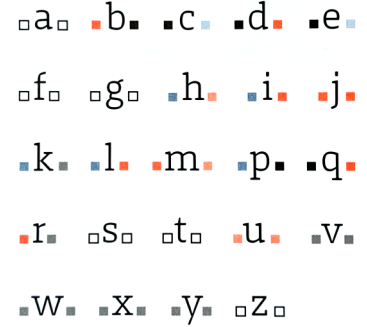 a b c d e
f g h i j
k l m p q
r s t u v
w x y z